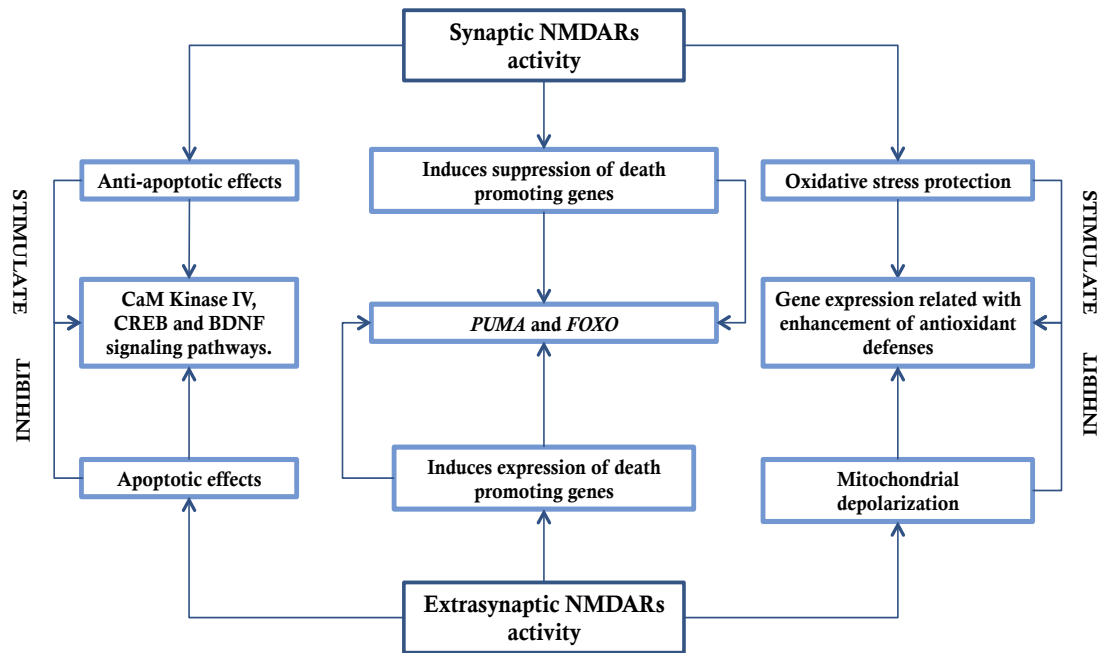 Synaptic NMDARs
activity
Anti-apoptotic effects
Induces suppression of death
promoting genes
Oxidative stress protection
STIMULATE
STIMULATE
CaM Kinase IV,
CREB and BDNF
signaling pathways.
PUMA and FOXO
Gene expression related with
enhancement of antioxidant
defenses
INHIBIT
INHIBIT
Apoptotic effects
Induces expression of death
promoting genes
Mitochondrial
depolarization
Extrasynaptic NMDARs
activity